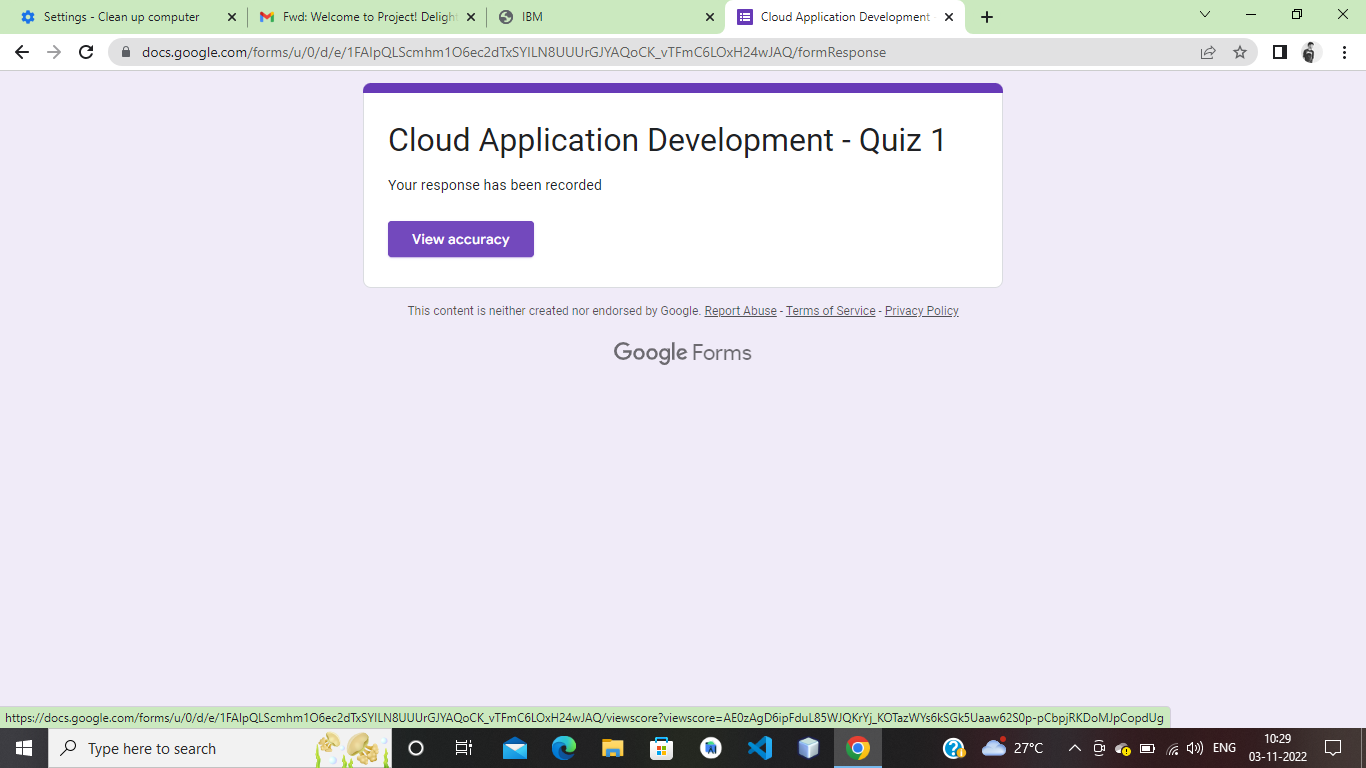 Settings - Clean up computer
Fwd: Welcome to Project! Delight
IBM
Cloud Application Development -
docs.google.com/forms/u/0/d/e/1FAIpQLScmhm1O6ec2dTxSYILN8UUUrGJYAQoCK_vTFmC6LOxH24wJAQ/formResponse
Cloud Application Development - Quiz 1
Your response has been recorded
View accuracy
This content is neither created nor endorsed by Google. Report Abuse - Terms of Service - Privacy Policy
Google Forms
https://docs.google.com/forms/u/0/d/e/1FAIpQLScmhm1O6ec2dTxSYILN8UUUrGJYAQoCK_vTFmC6LOxH24wJAQ/viewscore?viewscore=AE0zAgD6ipFduL85WJQKrYj_KOTazWYs6kSGk5Uaaw62S0p-pCbpjRKDoMJpCopdUg
Type here to search
27°C
ENG
10:29
03-11-2022